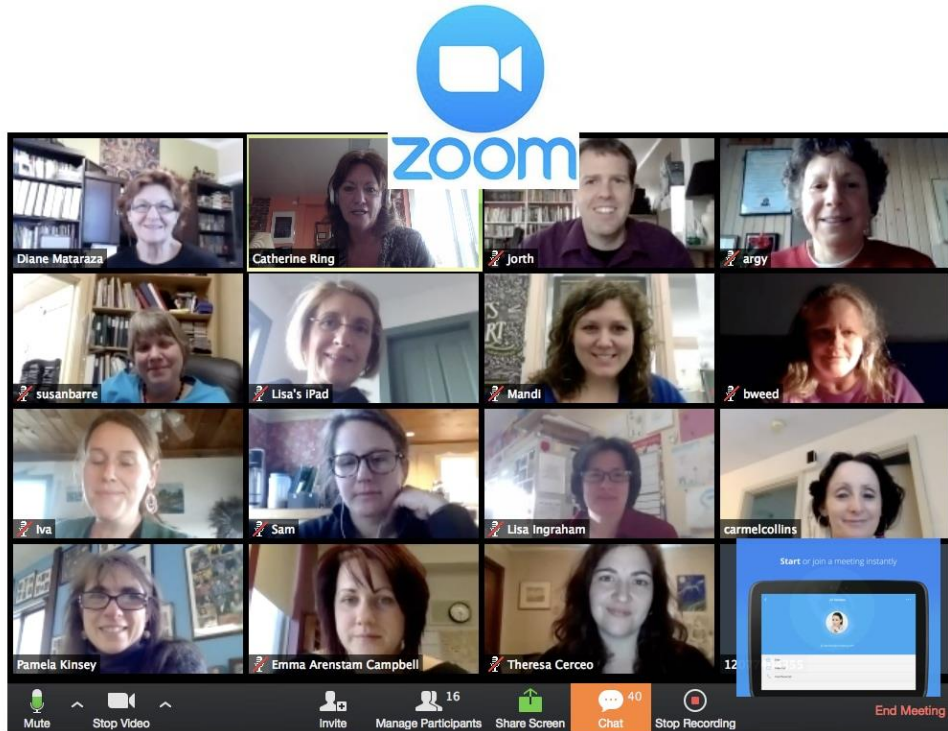 zoom
Diane Mataraza
Catherine Ring
jorth
argy
susanbarre
Lisa's iPad
Mandi
bweed
Iva
Sam
Lisa Ingraham
carmelcollins
Start or join a meeting instantly
Pamela Kinsey
Emma Arenstam Campbell
Theresa Cerceo
16
40
Mute
Stop Video
Invite
Manage Participants
Share Screen
Chat
Stop Recording
End Meeting